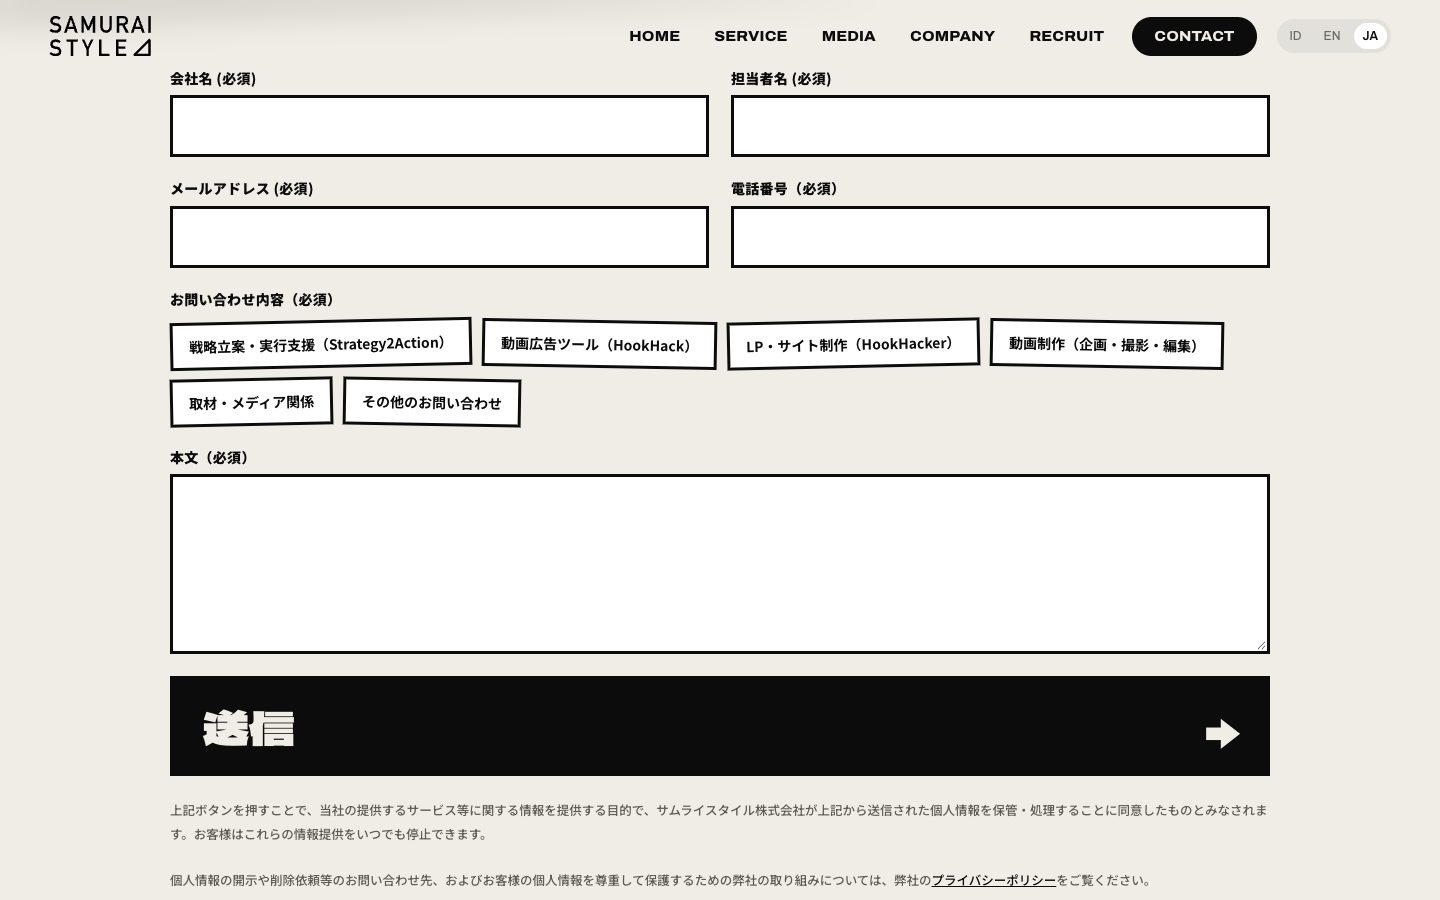 SAMURAI
STYLE
HOME SERVICE MEDIA COMPANY RECRUIT CONTACT ID EN JA
会社名 (必須) 担当者名 (必須)
メールアドレス (必須) 電話番号（必須）
お問い合わせ内容（必須）
戦略立案・実行支援（Strategy2Action） 動画広告ツール（HookHack） LP・サイト制作（HookHacker） 動画制作（企画・撮影・編集）
取材・メディア関係 その他のお問い合わせ
本文（必須）
送信
上記ボタンを押すことで、当社の提供するサービス等に関する情報を提供する目的で、サムライスタイル株式会社が上記から送信された個人情報を保管・処理することに同意したものとみなされま
す。お客様はこれらの情報提供をいつでも停止できます。
個人情報の開示や削除依頼等のお問い合わせ先、およびお客様の個人情報を尊重して保護するための弊社の取り組みについては、弊社のプライバシーポリシーをご覧ください。